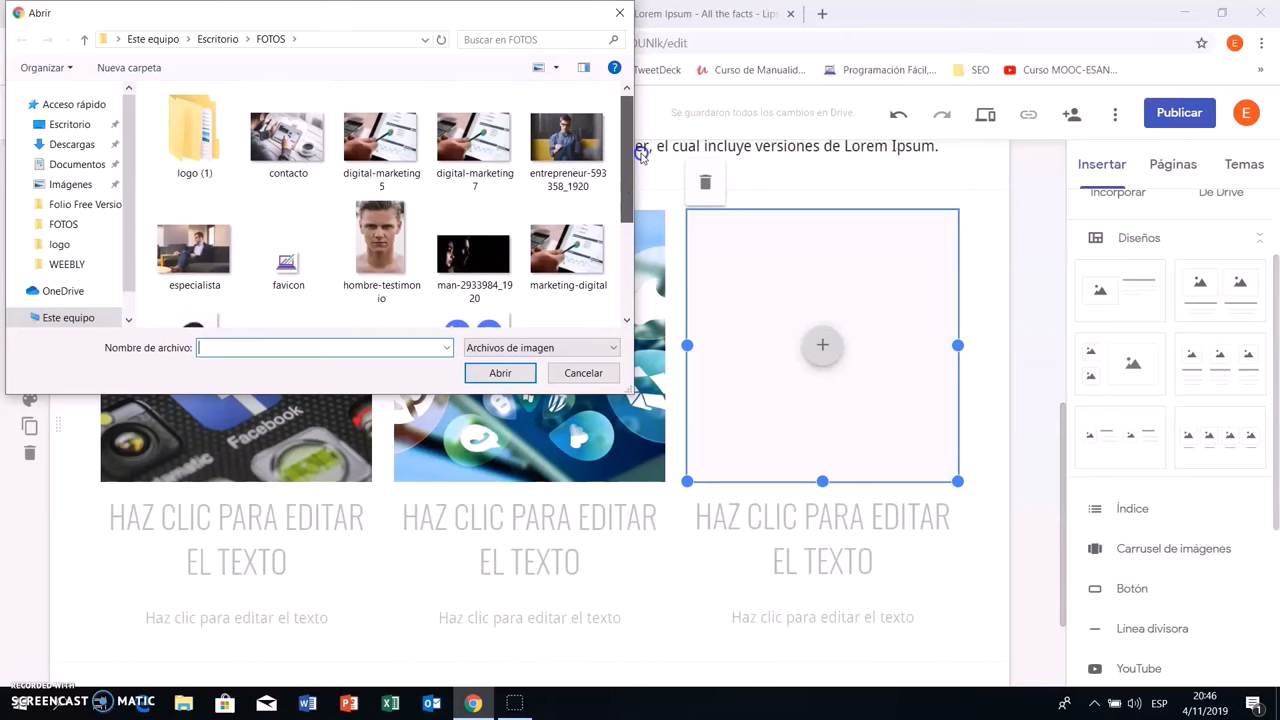 Abrir
Lorem Ipsum - All the facts - Lips
DUNlk/edit
Este equipo
Escritorio
FOTOS
Buscar en FOTOS
TweetDeck
Curso de Manualid...
Programación Fácil,...
SEO
Curso MOOC-ESAN...
»
Organizar
Nueva carpeta
Se guardaron todos los cambios en Drive.
Publicar
E
Acceso rápido
Escritorio
Descargas
Documentos
Imágenes
Folio Free Versio
FOTOS
logo
WEEBLY
OneDrive
Este equipo
logo (1)
contacto
digital-marketing
5
digital-marketing
7
entrepreneur-593
358_1920
especialista
favicon
hombre-testimon
io
man-2933984_19
20
marketing-digital
Nombre de archivo:
Archivos de imagen
Abrir
Cancelar
er, el cual incluye versiones de Lorem Ipsum.
Facebook
HAZ CLIC PARA EDITAR
EL TEXTO
Haz clic para editar el texto
HAZ CLIC PARA EDITAR
EL TEXTO
Haz clic para editar el texto
HAZ CLIC PARA EDITAR
EL TEXTO
Haz clic para editar el texto
Insertar
Páginas
Temas
Incorporar
De Drive
Diseños
Índice
Carrusel de imágenes
Botón
Línea divisora
YouTube
RECORDED WITH
SCREENCAST MATIC
ESP
20:46
4/11/2019